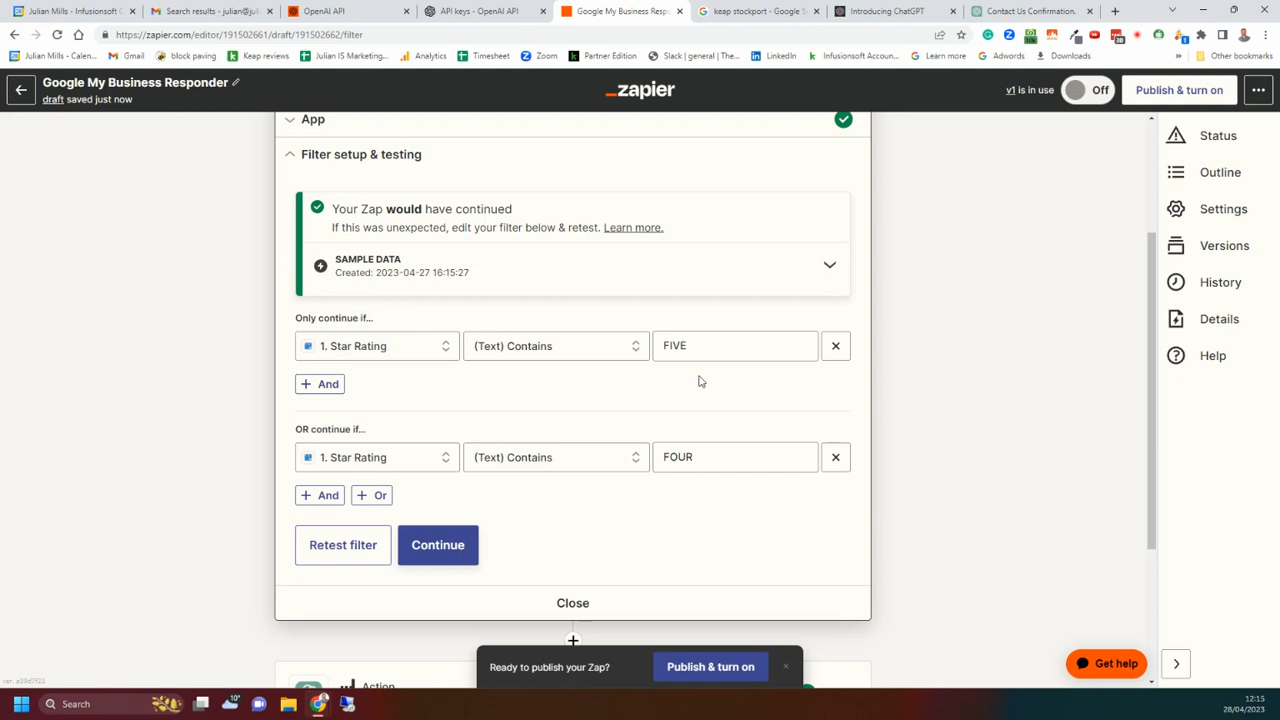 Julian Mills - Infusionsoft C
Search results - julian@juli
OpenAI API
API keys - OpenAI API
Google My Business Respo
keap stockport - Google S
Introducing ChatGPT
Contact Us Confirmation.
https://zapier.com/editor/191502661/draft/191502662/filter
Julian Mills - Calen...
block paving
Keap reviews
Julian IS Marketing...
Analytics
Timesheet
Zoom
Partner Edition
Slack | general | The...
LinkedIn
Infusionsoft Accoun...
Learn more
Adwords
Downloads
Other bookmarks
Google My Business Responder
draft saved just now
_zapier
v1 is in use
Off
Publish & turn on
App
Filter setup & testing
Your Zap would have continued
If this was unexpected, edit your filter below & retest. Learn more.
SAMPLE DATA
Created: 2023-04-27 16:15:27
Only continue if...
1. Star Rating
(Text) Contains
FIVE
+ And
OR continue if...
1. Star Rating
(Text) Contains
FOUR
+ And
+ Or
Retest filter
Continue
Close
Ready to publish your Zap?
Publish & turn on
Action
Status
Outline
Settings
Versions
History
Details
Help
Get help
ver. a39d7f23
Search
12:15
28/04/2023